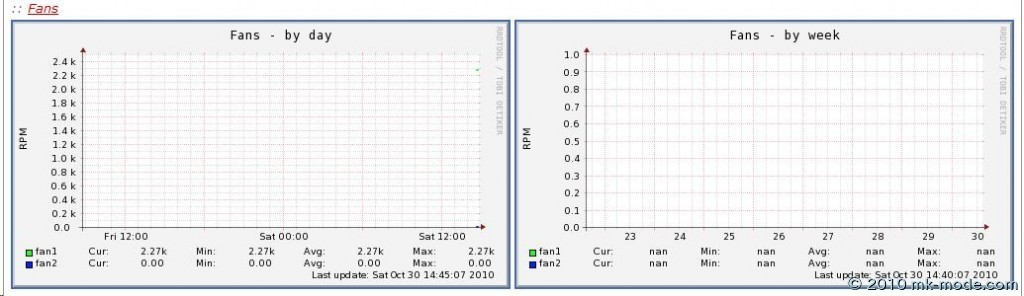 :: Fans
Fans - by day
RRDTOOL / TOBI OETIKER
RPM
2.4 k
2.2 k
2.0 k
1.8 k
1.6 k
1.4 k
1.2 k
1.0 k
0.8 k
0.6 k
0.4 k
0.2 k
0.0
Fri 12:00 Sat 00:00 Sat 12:00
fan1 Cur: 2.27k Min: 2.27k Avg: 2.27k Max: 2.27k
fan2 Cur: 0.00 Min: 0.00 Avg: 0.00 Max: 0.00
Last update: Sat Oct 30 14:45:07 2010
Fans - by week
RRDTOOL / TOBI OETIKER
RPM
1.0
0.9
0.8
0.7
0.6
0.5
0.4
0.3
0.2
0.1
0.0
23 24 25 26 27 28 29 30
fan1 Cur: nan Min: nan Avg: nan Max: nan
fan2 Cur: nan Min: nan Avg: nan Max: nan
Last update: Sat Oct 30 14:40:07 2010
© 2010 mk-mode.com